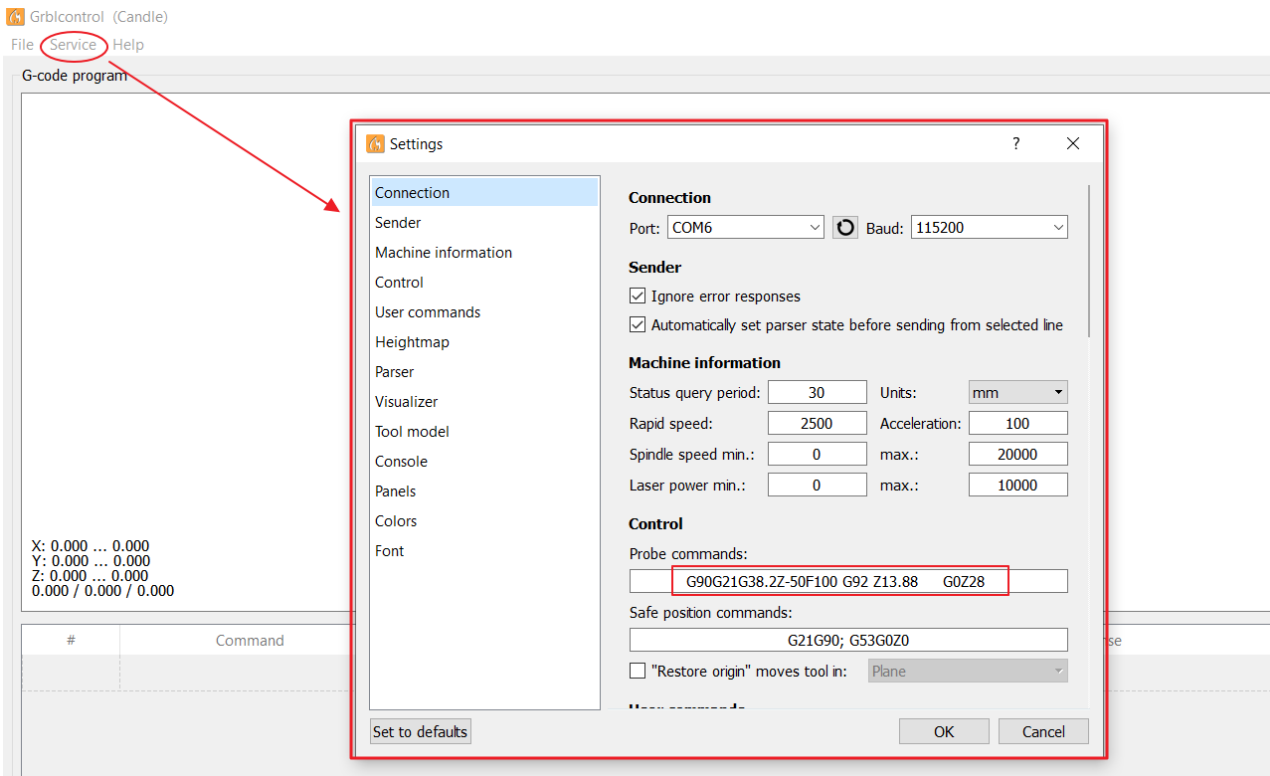 Grblcontrol (Candle)
File Service Help
G-code program
Settings
?
Connection
Sender
Machine information
Control
User commands
Heightmap
Parser
Visualizer
Tool model
Console
Panels
Colors
Font
Connection
Port: COM6 Baud: 115200
Sender
Ignore error responses
Automatically set parser state before sending from selected line
Machine information
Status query period: 30 Units: mm
Rapid speed: 2500 Acceleration: 100
Spindle speed min.: 0 max.: 20000
Laser power min.: 0 max.: 10000
Control
Probe commands:
G90G21G38.2Z-50F100 G92 Z13.88 G0Z28
Safe position commands:
G21G90; G53G0Z0
"Restore origin" moves tool in: Plane
User commands
Set to defaults OK Cancel
X: 0.000 ... 0.000
Y: 0.000 ... 0.000
Z: 0.000 ... 0.000
0.000 / 0.000 / 0.000
# Command